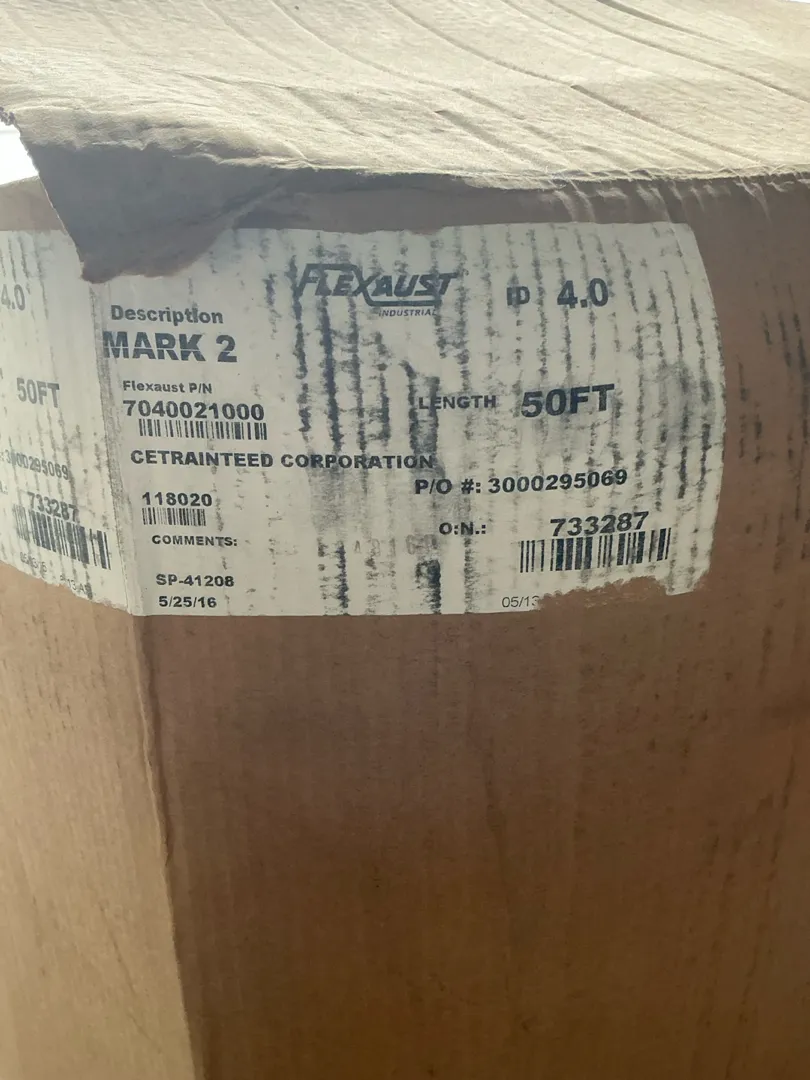 4.0
50FT
3000295069
733287
FLEXAUST
INDUSTRIAL
ID 4.0
Description
MARK 2
Flexaust P/N
7040021000
LENGTH 50FT
CETRAINTEED CORPORATION
P/O #: 3000295069
118020
O:N.: 733287
COMMENTS:
SP-41208
5/25/16
05/13